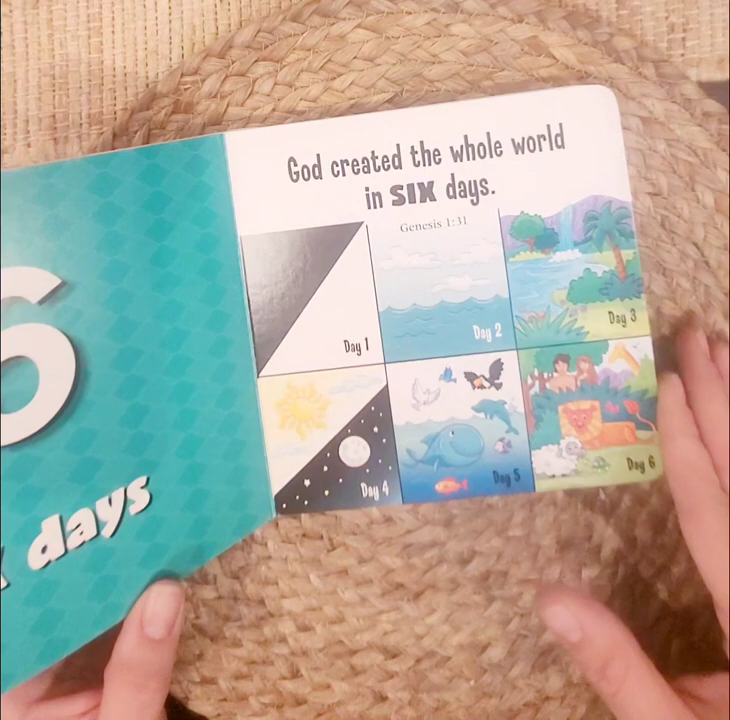 6
days
God created the whole world
in SIX days.
Genesis 1:31
Day 1
Day 2
Day 3
Day 4
Day 5
Day 6